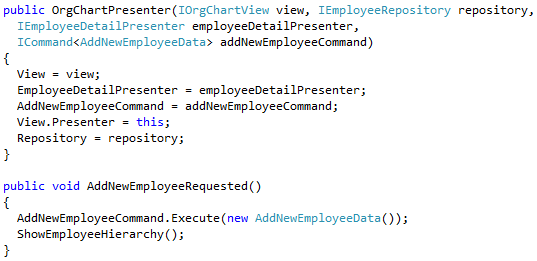 public OrgChartPresenter(IOrgChartView view, IEmployeeRepository repository,
  IEmployeeDetailPresenter employeeDetailPresenter,
  ICommand<AddNewEmployeeData> addNewEmployeeCommand)
{
  View = view;
  EmployeeDetailPresenter = employeeDetailPresenter;
  AddNewEmployeeCommand = addNewEmployeeCommand;
  View.Presenter = this;
  Repository = repository;
}

public void AddNewEmployeeRequested()
{
  AddNewEmployeeCommand.Execute(new AddNewEmployeeData());
  ShowEmployeeHierarchy();
}